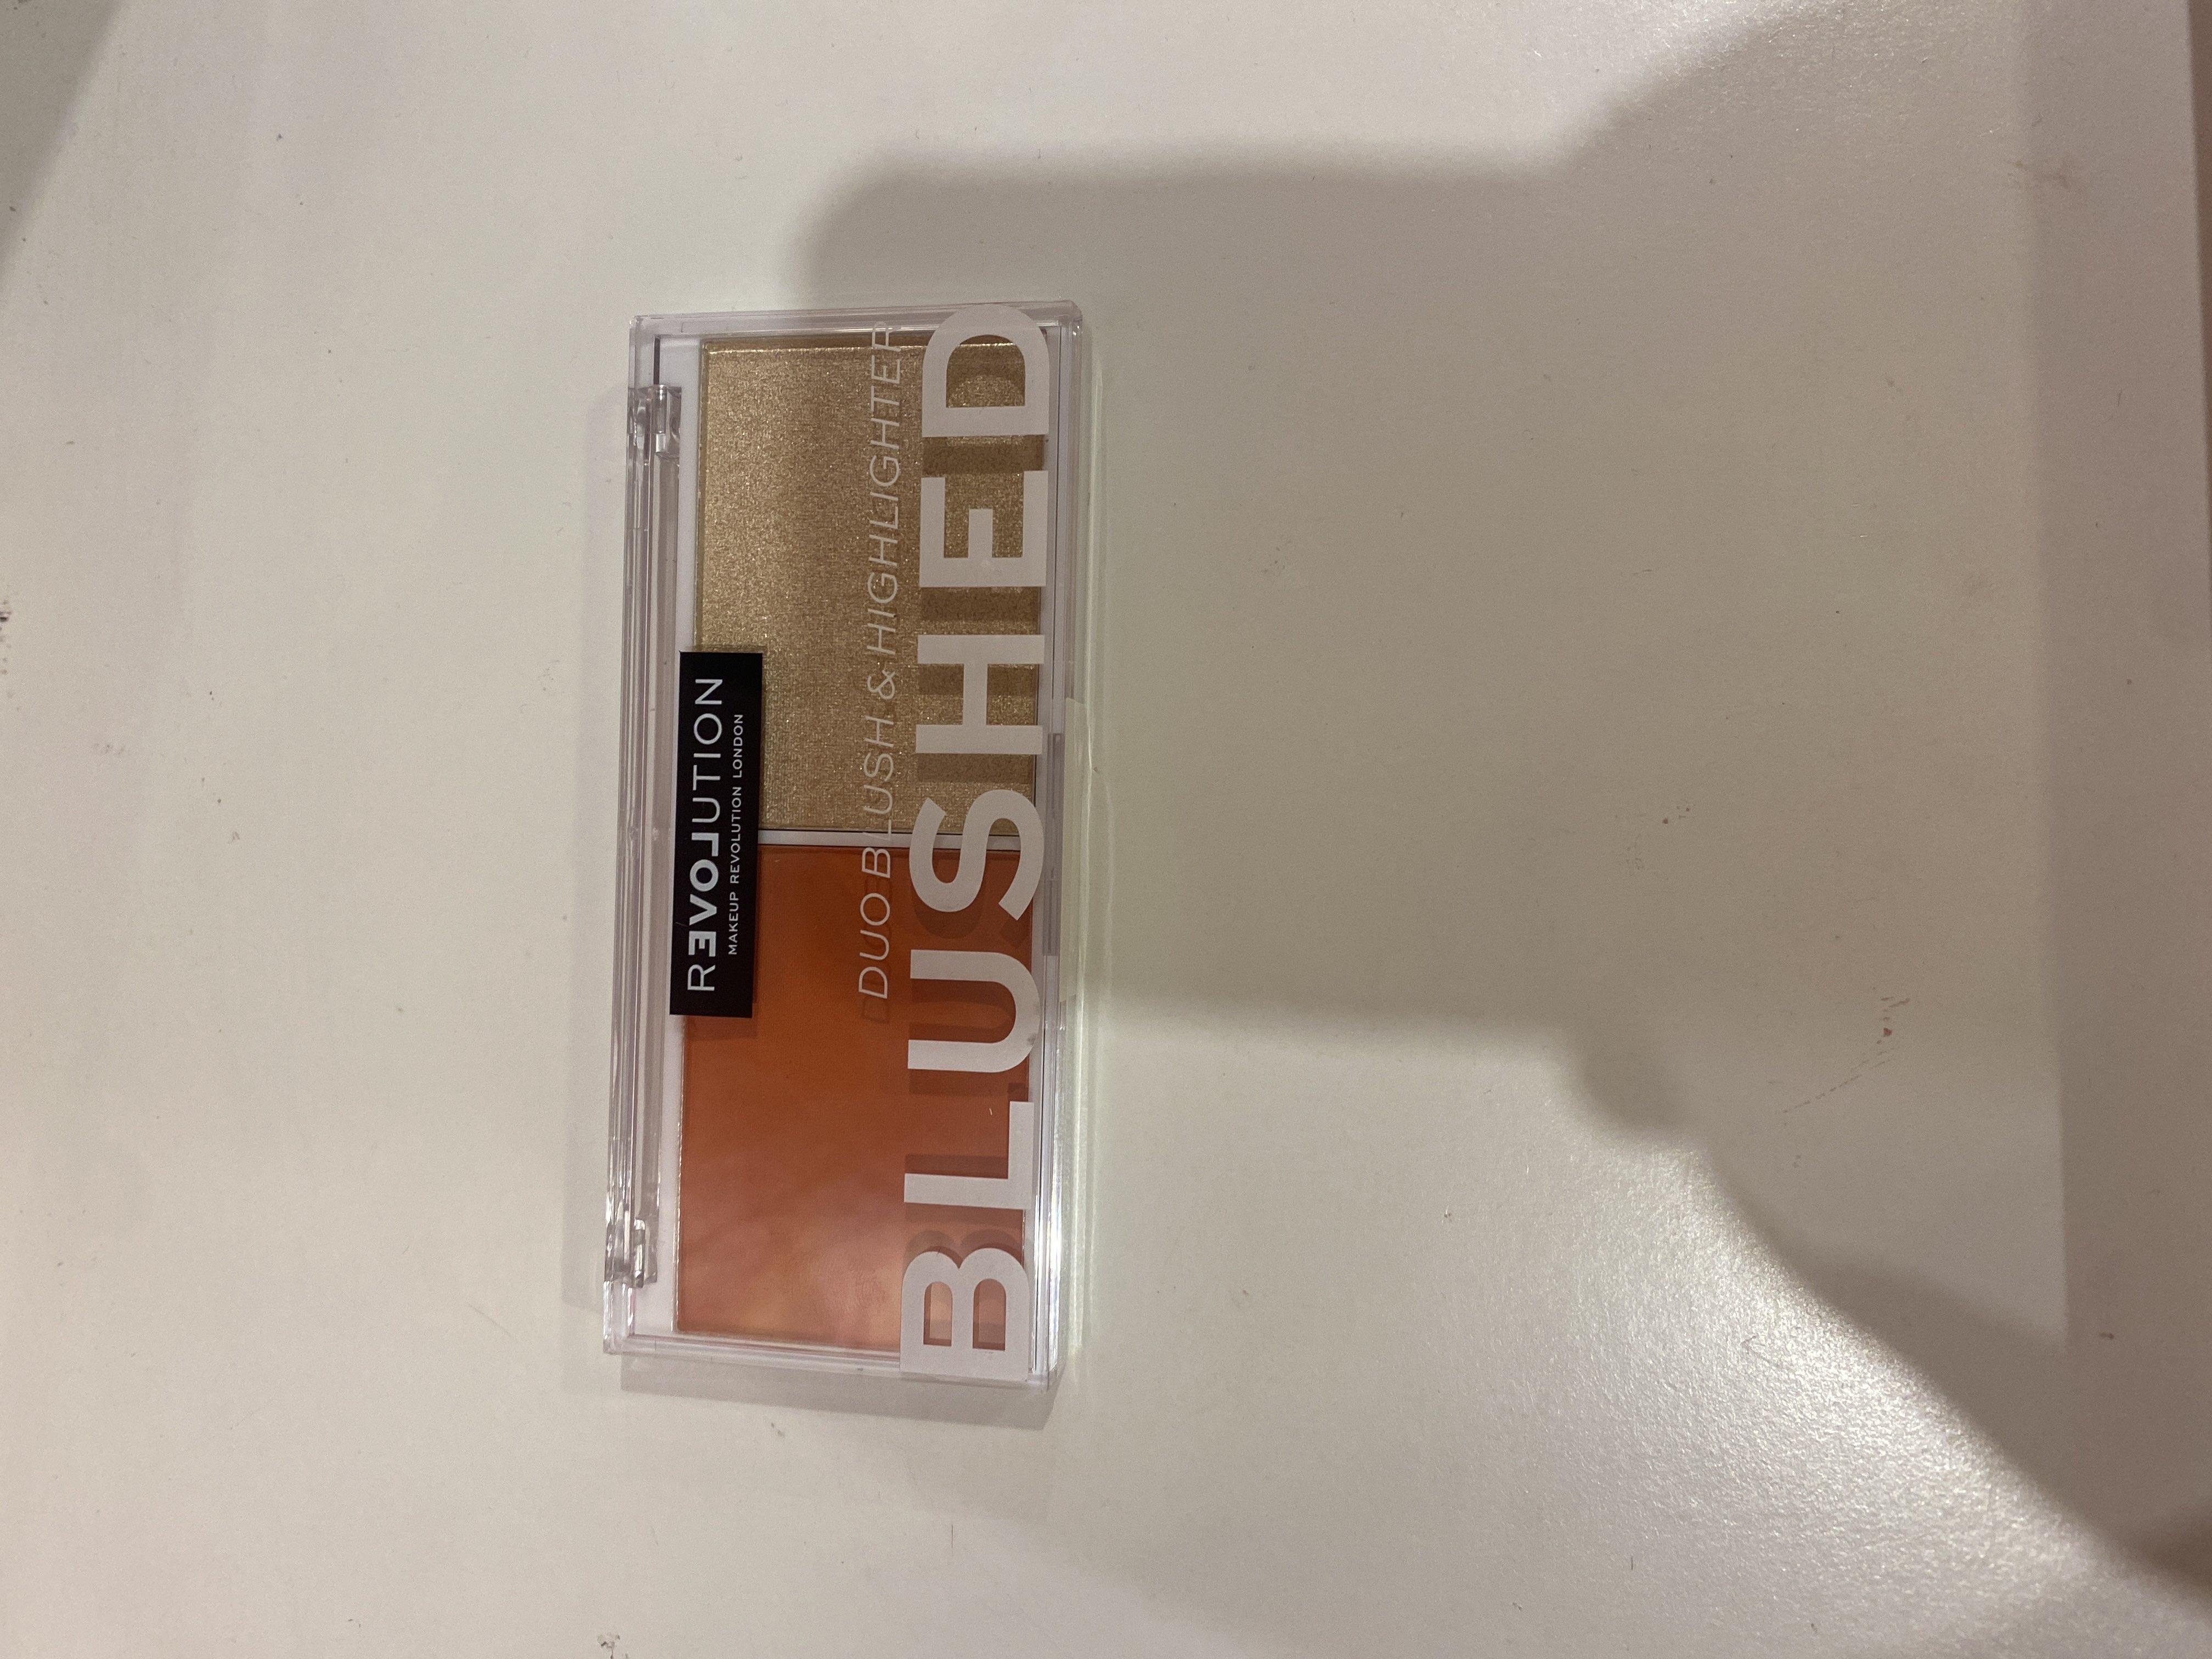 REVOLUTION
MAKEUP REVOLUTION LONDON
DUO BLUSH & HIGHLIGHTER
BLUSHED